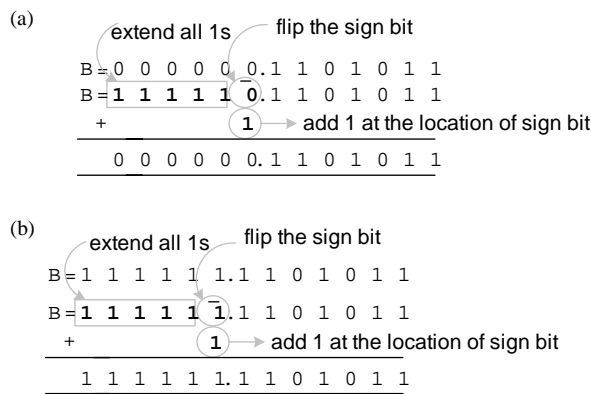 (a)
extend all 1s flip the sign bit
B = 0 0 0 0 0 0.1 1 0 1 0 1 1
B = 1 1 1 1 1 0̅.1 1 0 1 0 1 1
+ 1 add 1 at the location of sign bit
0 0 0 0 0 0.1 1 0 1 0 1 1
(b)
extend all 1s flip the sign bit
B = 1 1 1 1 1 1.1 1 0 1 0 1 1
B = 1 1 1 1 1 1̅.1 1 0 1 0 1 1
+ 1 add 1 at the location of sign bit
1 1 1 1 1 1.1 1 0 1 0 1 1